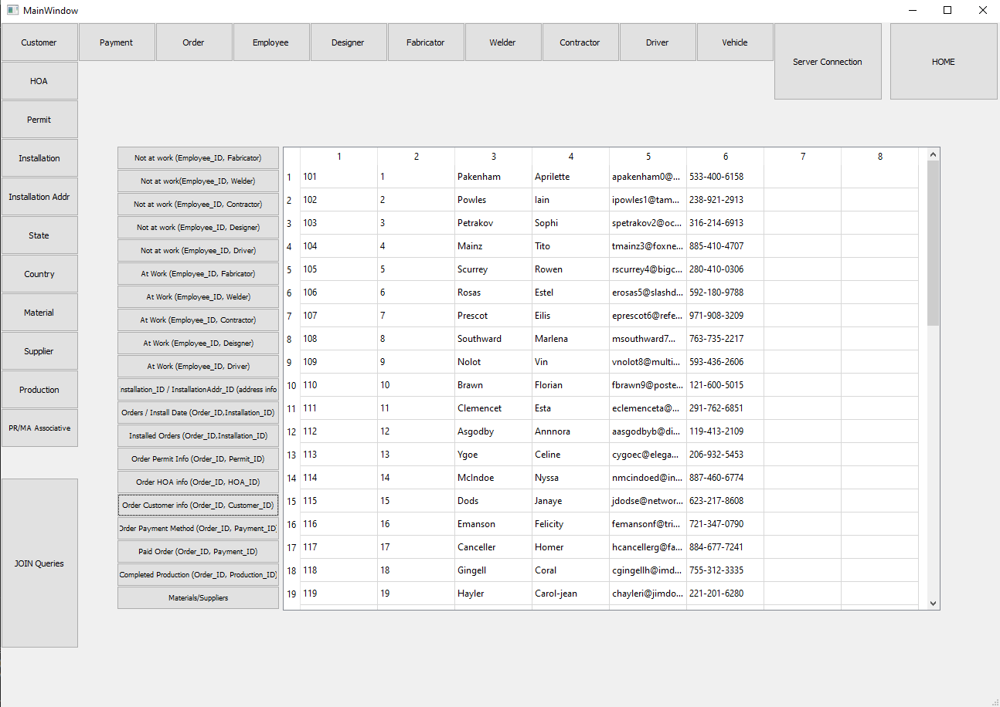 MainWindow
Customer Payment Order Employee Designer Fabricator Welder Contractor Driver Vehicle
Server Connection HOME
HOA
Permit
Installation
Installation Addr
State
Country
Material
Supplier
Production
PR/MA Associative
JOIN Queries
Not at work (Employee_ID, Fabricator)
Not at work(Employee_ID, Welder)
Not at work (Employee_ID, Contractor)
Not at work (Employee_ID, Designer)
Not at work (Employee_ID, Driver)
At Work (Employee_ID, Fabricator)
At Work (Employee_ID, Welder)
At Work (Employee_ID, Contractor)
At Work (Employee_ID, Deisgner)
At Work (Employee_ID, Driver)
nstallation_ID / InstallationAddr_ID (address info
Orders / Install Date (Order_ID,Installation_ID)
Installed Orders (Order_ID,Installation_ID)
Order Permit Info (Order_ID, Permit_ID)
Order HOA info (Order_ID, HOA_ID)
Order Customer info (Order_ID, Customer_ID)
Order Payment Method (Order_ID, Payment_ID)
Paid Order (Order_ID, Payment_ID)
Completed Production (Order_ID, Production_ID)
Materials/Suppliers
1 2 3 4 5 6 7 8
1 101 1 Pakenham Aprilette apakenham0@... 533-400-6158
2 102 2 Powles Iain ipowles1@tam... 238-921-2913
3 103 3 Petrakov Sophi spetrakov2@oc... 316-214-6913
4 104 4 Mainz Tito tmainz3@foxne... 885-410-4707
5 105 5 Scurrey Rowen rscurrey4@bigc... 280-410-0306
6 106 6 Rosas Estel erosas5@slashd... 592-180-9788
7 107 7 Prescot Eilis eprescot6@refe... 971-908-3209
8 108 8 Southward Marlena msouthward7... 763-735-2217
9 109 9 Nolot Vin vnolot8@multi... 593-436-2606
10 110 10 Brawn Florian fbrawn9@poste... 121-600-5015
11 111 11 Clemencet Esta eclemenceta@... 291-762-6851
12 112 12 Asgodby Annnora aasgodbyb@di... 119-413-2109
13 113 13 Ygoe Celine cygoec@elega... 206-932-5453
14 114 14 McIndoe Nyssa nmcindoed@in... 887-460-6774
15 115 15 Dods Janaye jdodse@networ... 623-217-8608
16 116 16 Emanson Felicity femansonf@tri... 721-347-0790
17 117 17 Canceller Homer hcancellerg@fa... 884-677-7241
18 118 18 Gingell Coral cgingellh@imd... 755-312-3335
19 119 19 Hayler Carol-jean chayleri@jimdo... 221-201-6280